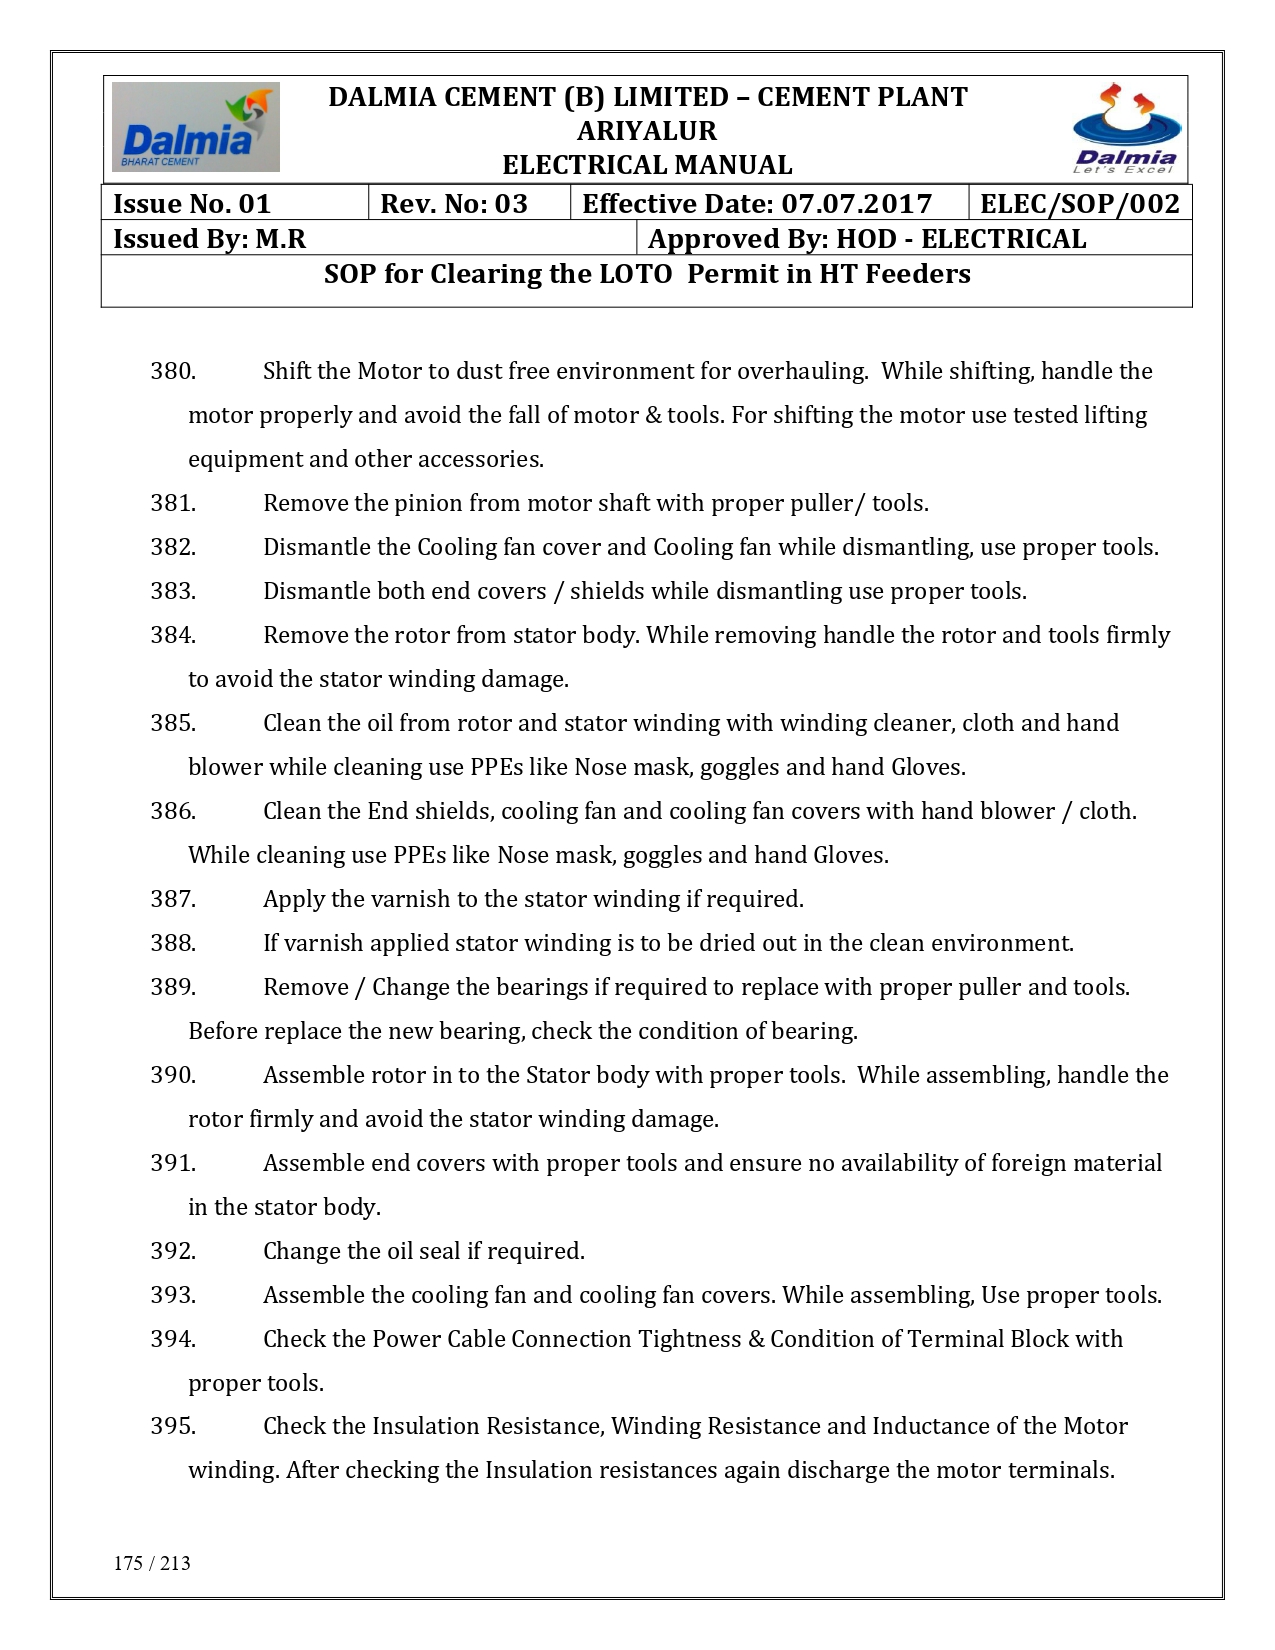 Dalmia
BHARAT CEMENT
DALMIA CEMENT (B) LIMITED – CEMENT PLANT
ARIYALUR
ELECTRICAL MANUAL
Dalmia
Let's Excel
Issue No. 01 Rev. No: 03 Effective Date: 07.07.2017 ELEC/SOP/002
Issued By: M.R Approved By: HOD - ELECTRICAL
SOP for Clearing the LOTO Permit in HT Feeders
380. Shift the Motor to dust free environment for overhauling. While shifting, handle the
motor properly and avoid the fall of motor & tools. For shifting the motor use tested lifting
equipment and other accessories.
381. Remove the pinion from motor shaft with proper puller/ tools.
382. Dismantle the Cooling fan cover and Cooling fan while dismantling, use proper tools.
383. Dismantle both end covers / shields while dismantling use proper tools.
384. Remove the rotor from stator body. While removing handle the rotor and tools firmly
to avoid the stator winding damage.
385. Clean the oil from rotor and stator winding with winding cleaner, cloth and hand
blower while cleaning use PPEs like Nose mask, goggles and hand Gloves.
386. Clean the End shields, cooling fan and cooling fan covers with hand blower / cloth.
While cleaning use PPEs like Nose mask, goggles and hand Gloves.
387. Apply the varnish to the stator winding if required.
388. If varnish applied stator winding is to be dried out in the clean environment.
389. Remove / Change the bearings if required to replace with proper puller and tools.
Before replace the new bearing, check the condition of bearing.
390. Assemble rotor in to the Stator body with proper tools. While assembling, handle the
rotor firmly and avoid the stator winding damage.
391. Assemble end covers with proper tools and ensure no availability of foreign material
in the stator body.
392. Change the oil seal if required.
393. Assemble the cooling fan and cooling fan covers. While assembling, Use proper tools.
394. Check the Power Cable Connection Tightness & Condition of Terminal Block with
proper tools.
395. Check the Insulation Resistance, Winding Resistance and Inductance of the Motor
winding. After checking the Insulation resistances again discharge the motor terminals.
175 / 213